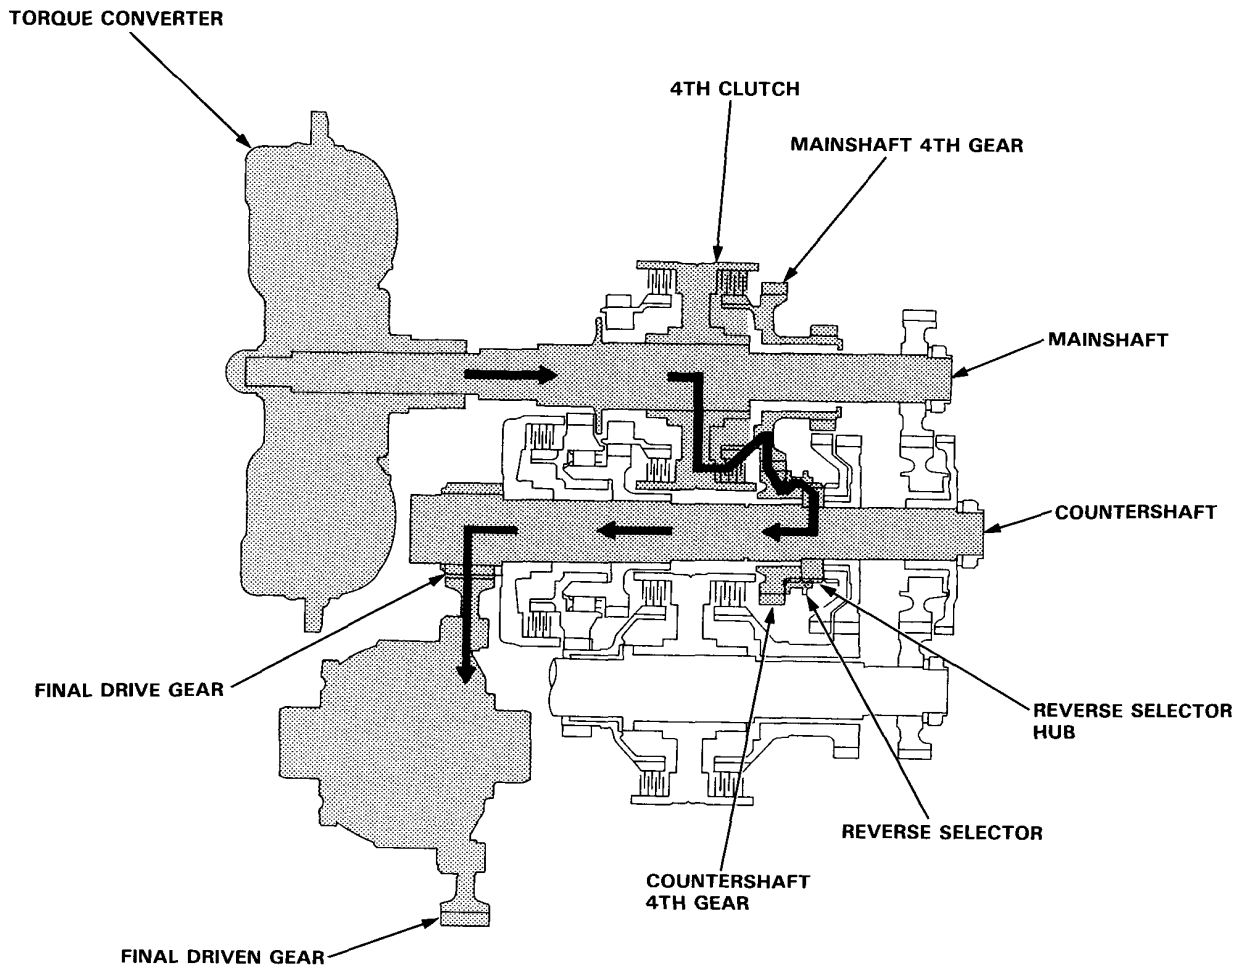 TORQUE CONVERTER
4TH CLUTCH
MAINSHAFT 4TH GEAR
MAINSHAFT
COUNTERSHAFT
FINAL DRIVE GEAR
REVERSE SELECTOR
HUB
REVERSE SELECTOR
COUNTERSHAFT
4TH GEAR
FINAL DRIVEN GEAR